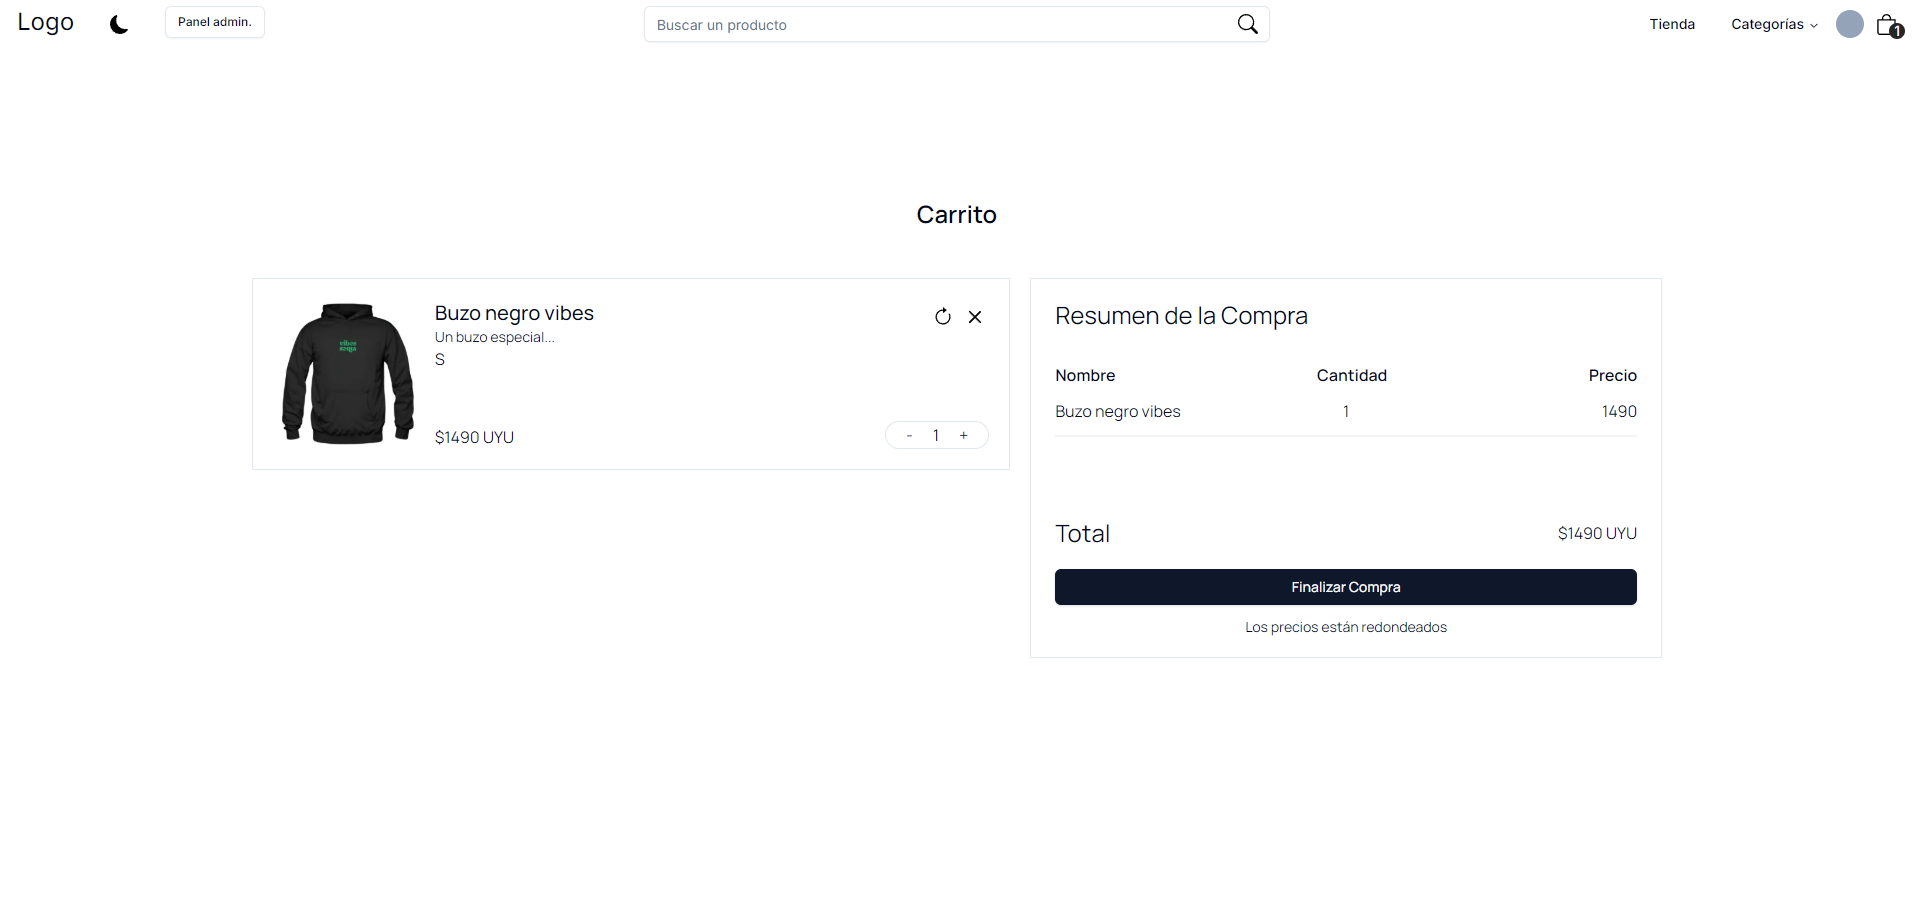 Logo
Panel admin.
Buscar un producto
Tienda
Categorías
1
Carrito
Buzo negro vibes
Un buzo especial...
S
$1490 UYU
- 1 +
Resumen de la Compra
Nombre Cantidad Precio
Buzo negro vibes 1 1490
Total $1490 UYU
Finalizar Compra
Los precios están redondeados